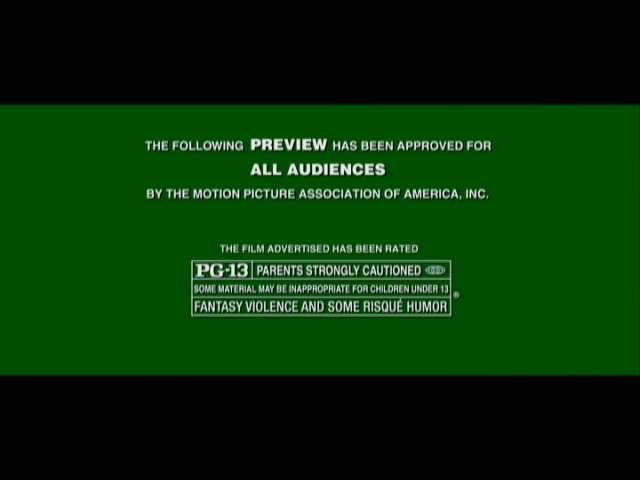 THE FOLLOWING PREVIEW HAS BEEN APPROVED FOR
ALL AUDIENCES
BY THE MOTION PICTURE ASSOCIATION OF AMERICA, INC.
THE FILM ADVERTISED HAS BEEN RATED
PG-13 PARENTS STRONGLY CAUTIONED
SOME MATERIAL MAY BE INAPPROPRIATE FOR CHILDREN UNDER 13 ®
FANTASY VIOLENCE AND SOME RISQUÉ HUMOR